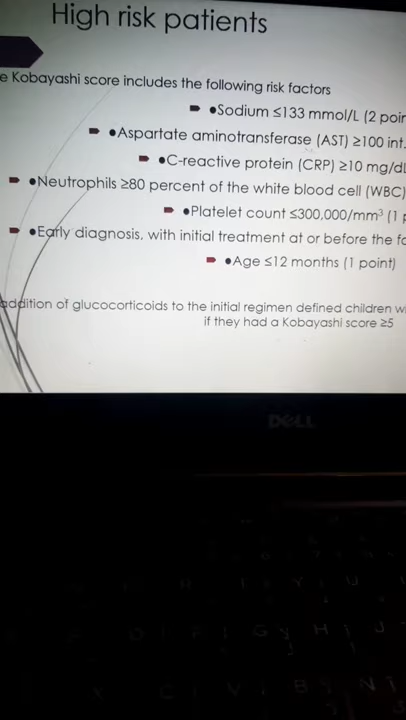 High risk patients
e Kobayashi score includes the following risk factors
●Sodium ≤133 mmol/L (2 poin
●Aspartate aminotransferase (AST) ≥100 int.
●C-reactive protein (CRP) ≥10 mg/dl
●Neutrophils ≥80 percent of the white blood cell (WBC)
●Platelet count ≤300,000/mm³ (1 p
●Early diagnosis, with initial treatment at or before the fo
●Age ≤12 months (1 point)
addition of glucocorticoids to the initial regimen defined children w
if they had a Kobayashi score ≥5
DELL
G H J
B N